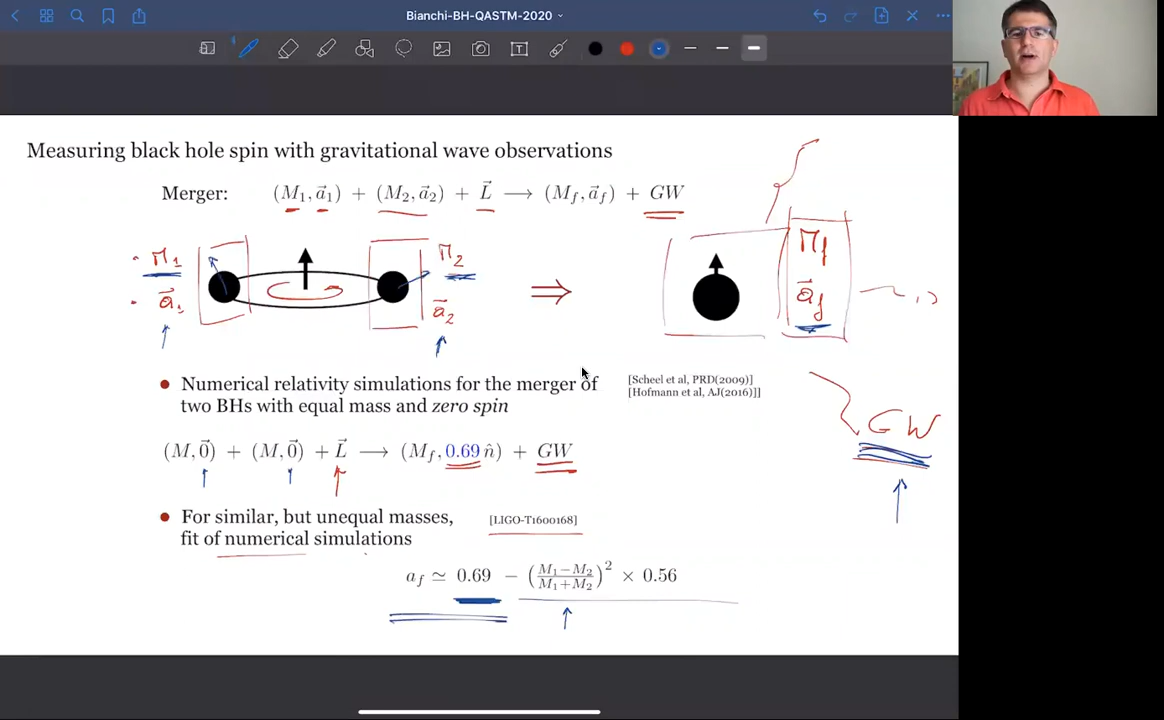 Bianchi-BH-QASTM-2020
Measuring black hole spin with gravitational wave observations
Merger: (M₁, a⃗₁) + (M₂, a⃗₂) + L⃗ ⟶ (M_f, a⃗_f) + GW
M₁
a⃗₁
M₂
a⃗₂
⇒
M_f
a⃗_f
GW
• Numerical relativity simulations for the merger of
two BHs with equal mass and zero spin
[Scheel et al, PRD(2009)]
[Hofmann et al, AJ(2016)]]
(M, 0⃗) + (M, 0⃗) + L⃗ ⟶ (M_f, 0.69 n̂) + GW
• For similar, but unequal masses,
fit of numerical simulations
[LIGO-T1600168]
a_f ≃ 0.69 − (M₁−M₂/M₁+M₂)² × 0.56